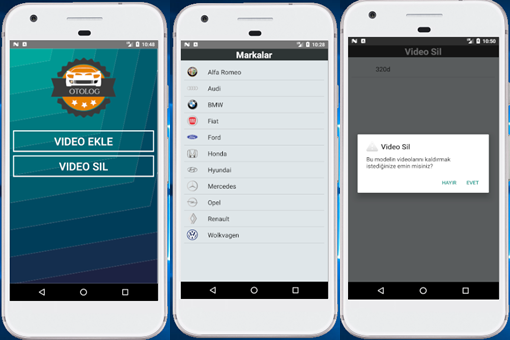 10:48
OTOLOG
VIDEO EKLE
VIDEO SIL
10:28
Markalar
Alfa Romeo
Audi
BMW
Fiat
Ford
Honda
Hyundai
Mercedes
Opel
Renault
Wolkvagen
10:50
Video Sil
320d
Video Sil
Bu modelin videolarını kaldırmak
istediğinize emin misiniz?
HAYIR EVET